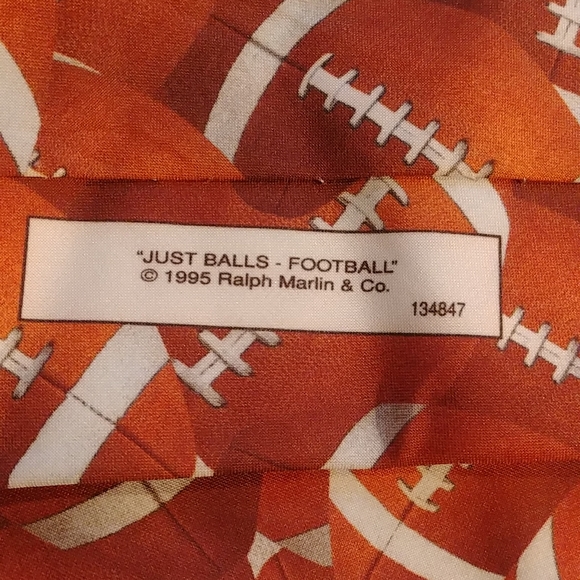 "JUST BALLS - FOOTBALL"
© 1995 Ralph Marlin & Co.
134847